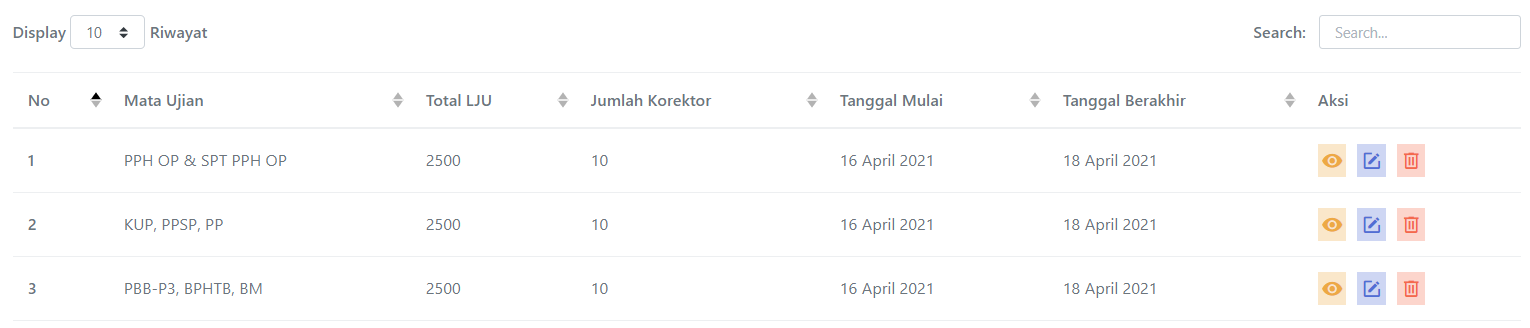 Display 10 Riwayat Search: Search...
No Mata Ujian Total LJU Jumlah Korektor Tanggal Mulai Tanggal Berakhir Aksi
1 PPH OP & SPT PPH OP 2500 10 16 April 2021 18 April 2021
2 KUP, PPSP, PP 2500 10 16 April 2021 18 April 2021
3 PBB-P3, BPHTB, BM 2500 10 16 April 2021 18 April 2021